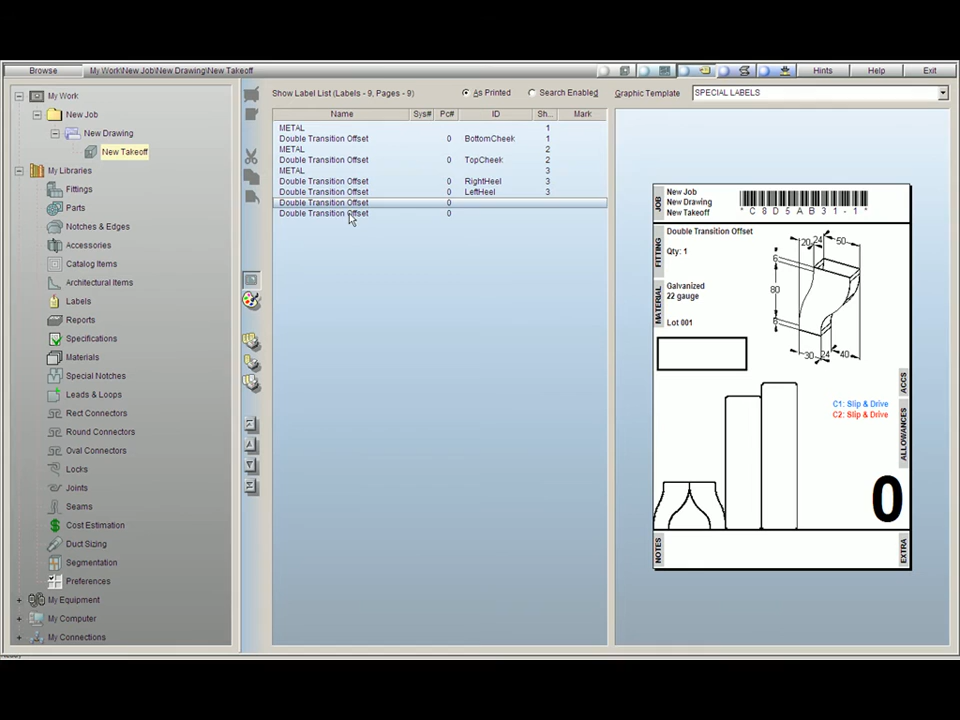 Browse
My Work\New Job\New Drawing\New Takeoff
Hints
Help
Exit
My Work
New Job
New Drawing
New Takeoff
My Libraries
Fittings
Parts
Notches & Edges
Accessories
Catalog Items
Architectural Items
Labels
Reports
Specifications
Materials
Special Notches
Leads & Loops
Rect Connectors
Round Connectors
Oval Connectors
Locks
Joints
Seams
Cost Estimation
Duct Sizing
Segmentation
Preferences
My Equipment
My Computer
My Connections
Show Label List (Labels - 9, Pages - 9)
As Printed
Search Enabled
Graphic Template
SPECIAL LABELS
Name Sys# Pc# ID Sh... Mark
METAL 1
Double Transition Offset 0 BottomCheek 1
METAL 2
Double Transition Offset 0 TopCheek 2
METAL 3
Double Transition Offset 0 RightHeel 3
Double Transition Offset 0 LeftHeel 3
Double Transition Offset 0
Double Transition Offset 0
JOB
New Job
New Drawing
New Takeoff
* C 8 D 5 A B 3 1 - 1 *
FITTING
Double Transition Offset
Qty: 1
MATERIAL
Galvanized
22 gauge
Lot 001
20 24 50
6
80
6
30 24 40
ACCS
C1: Slip & Drive
C2: Slip & Drive
ALLOWANCES
0
NOTES
EXTRA